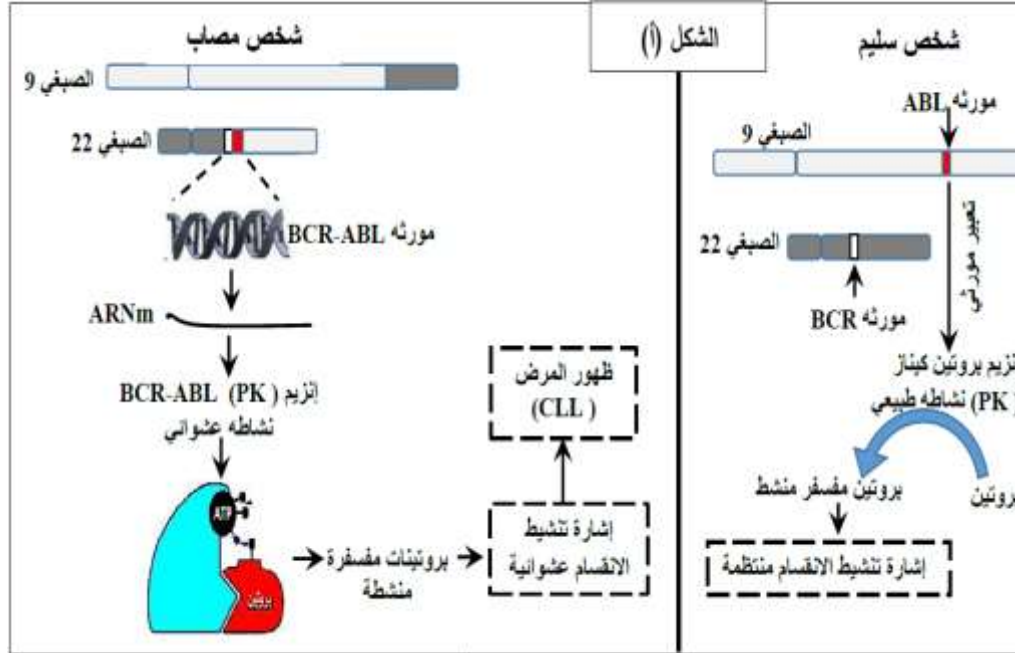 الشكل (أ)
شخص سليم
مورثه ABL
الصبغي 9
الصبغي 22
مورثه BCR
تعبير مورثي
نزيم بروتين كيناز
PK) نشاطه طبيعي
بروتين
بروتين مفسفر منشط
إشارة تنشيط الانقسام منتظمة
شخص مصاب
الصبغي 9
الصبغي 22
مورثه BCR-ABL
ARNm
إنزيم BCR-ABL (PK )
نشاطه عشوائي
ATP
بروتين
بروتينات مفسفرة
منشطة
إشارة تنشيط
الانقسام عشوائية
ظهور المرض
(CLL )